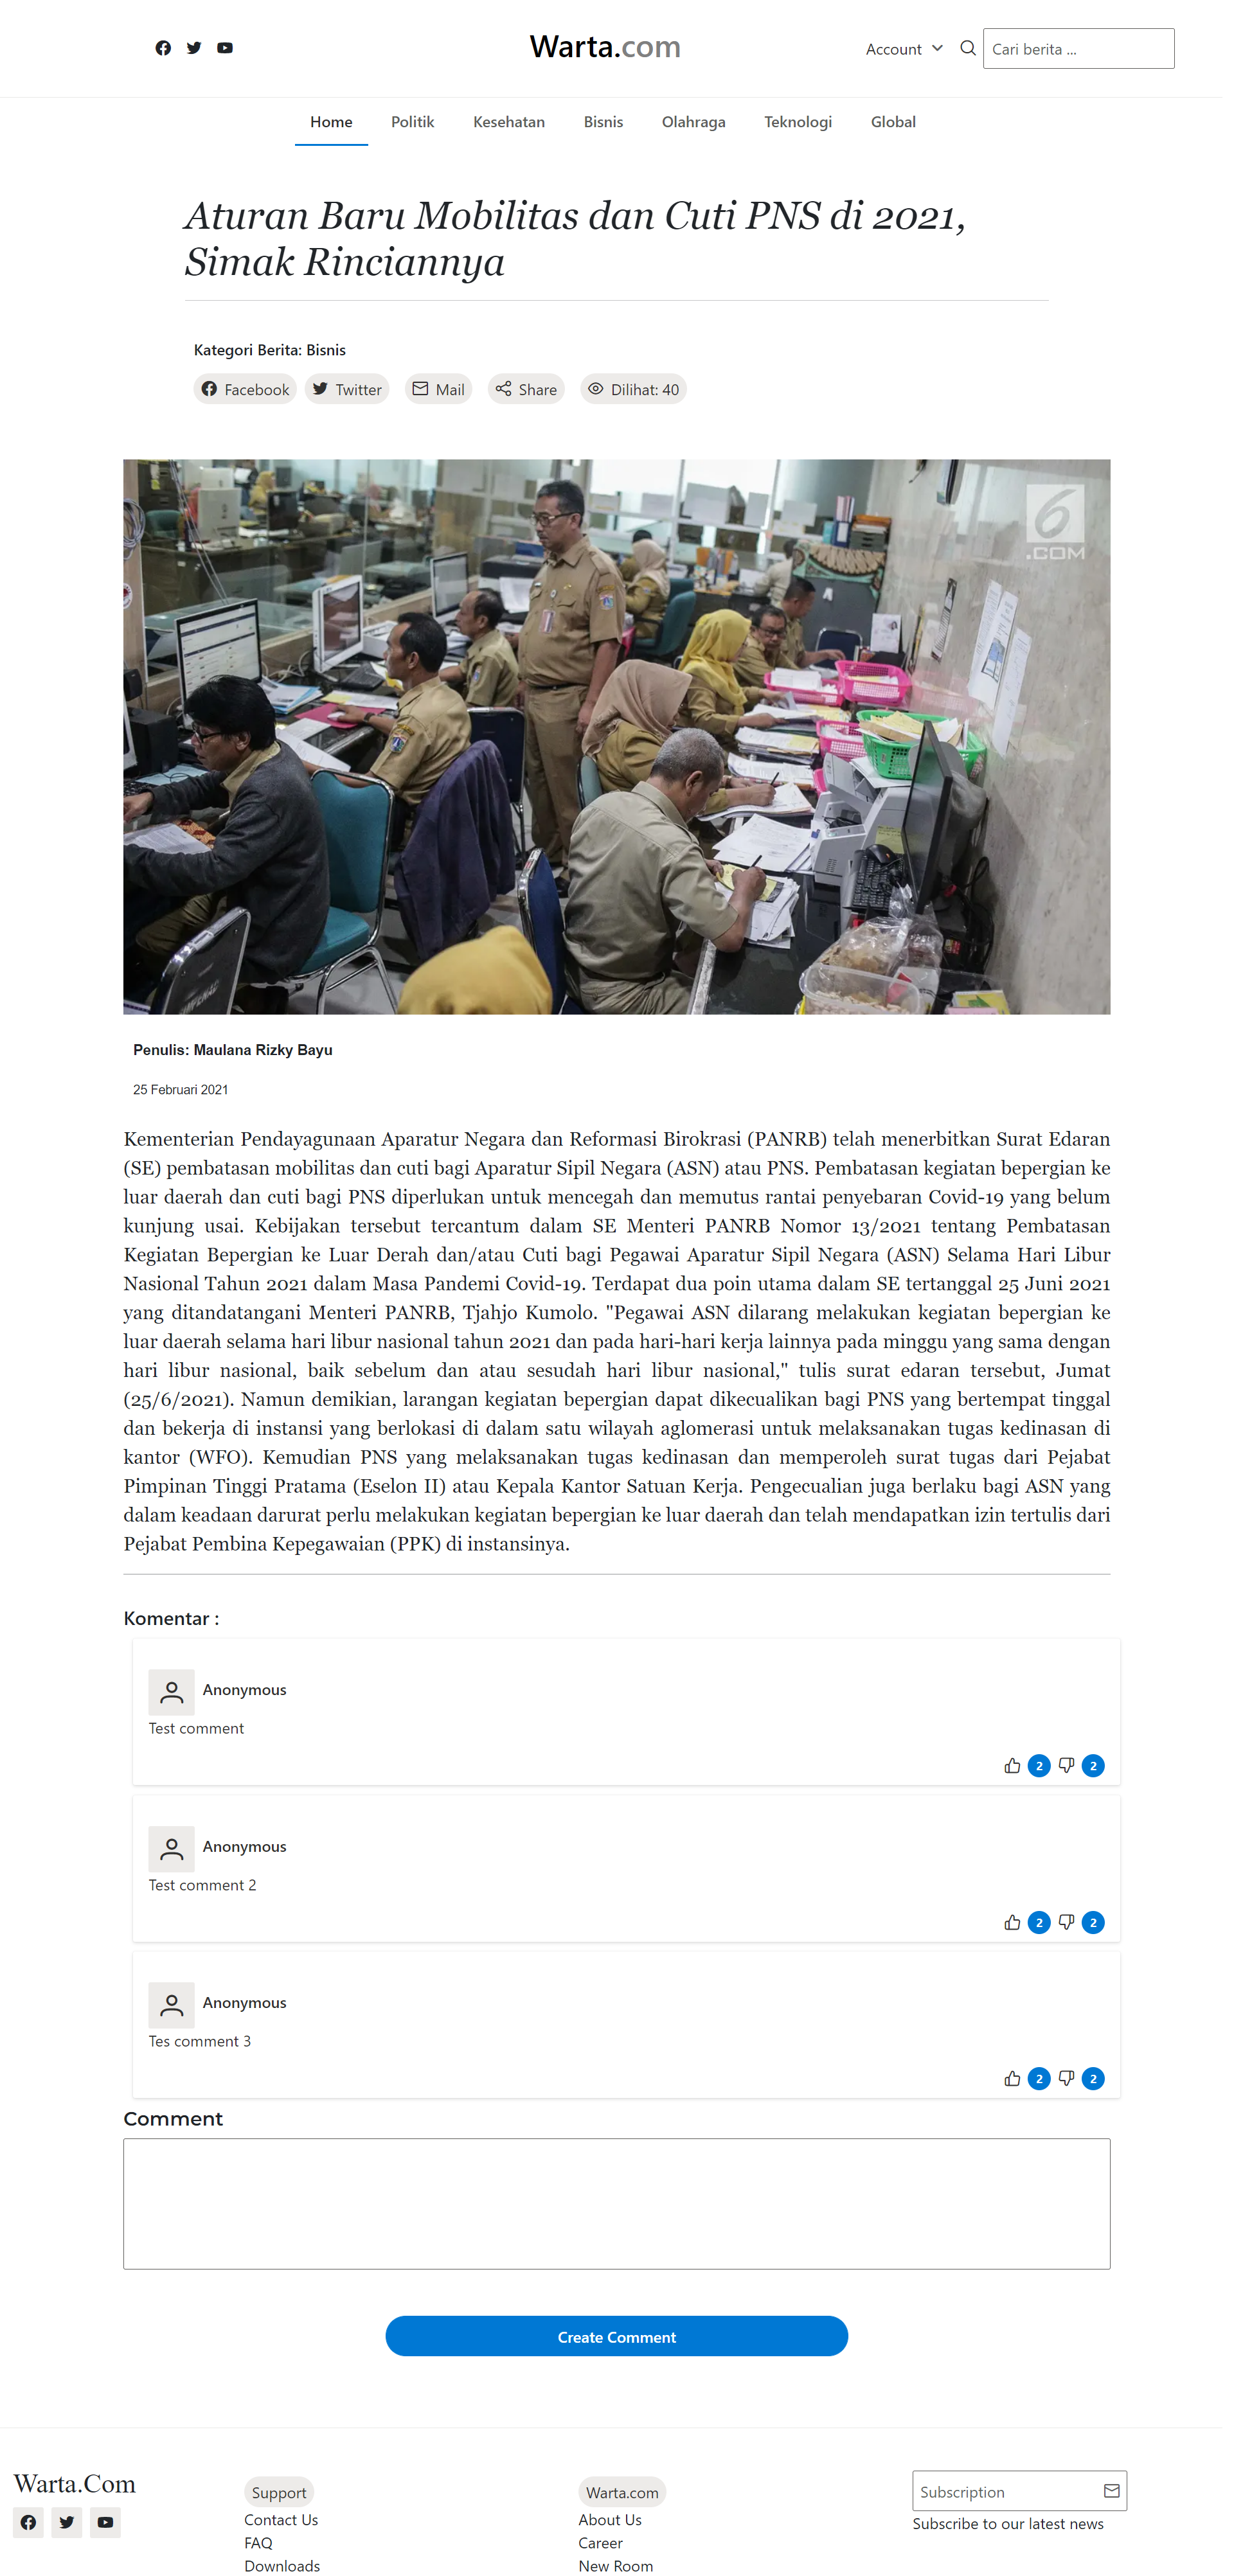 Warta.com
Account
Cari berita ...
Home
Politik
Kesehatan
Bisnis
Olahraga
Teknologi
Global
Aturan Baru Mobilitas dan Cuti PNS di 2021,
Simak Rinciannya
Kategori Berita: Bisnis
Facebook
Twitter
Mail
Share
Dilihat: 40
6
.COM
Penulis: Maulana Rizky Bayu
25 Februari 2021
Kementerian Pendayagunaan Aparatur Negara dan Reformasi Birokrasi (PANRB) telah menerbitkan Surat Edaran
(SE) pembatasan mobilitas dan cuti bagi Aparatur Sipil Negara (ASN) atau PNS. Pembatasan kegiatan bepergian ke
luar daerah dan cuti bagi PNS diperlukan untuk mencegah dan memutus rantai penyebaran Covid-19 yang belum
kunjung usai. Kebijakan tersebut tercantum dalam SE Menteri PANRB Nomor 13/2021 tentang Pembatasan
Kegiatan Bepergian ke Luar Derah dan/atau Cuti bagi Pegawai Aparatur Sipil Negara (ASN) Selama Hari Libur
Nasional Tahun 2021 dalam Masa Pandemi Covid-19. Terdapat dua poin utama dalam SE tertanggal 25 Juni 2021
yang ditandatangani Menteri PANRB, Tjahjo Kumolo. "Pegawai ASN dilarang melakukan kegiatan bepergian ke
luar daerah selama hari libur nasional tahun 2021 dan pada hari-hari kerja lainnya pada minggu yang sama dengan
hari libur nasional, baik sebelum dan atau sesudah hari libur nasional," tulis surat edaran tersebut, Jumat
(25/6/2021). Namun demikian, larangan kegiatan bepergian dapat dikecualikan bagi PNS yang bertempat tinggal
dan bekerja di instansi yang berlokasi di dalam satu wilayah aglomerasi untuk melaksanakan tugas kedinasan di
kantor (WFO). Kemudian PNS yang melaksanakan tugas kedinasan dan memperoleh surat tugas dari Pejabat
Pimpinan Tinggi Pratama (Eselon II) atau Kepala Kantor Satuan Kerja. Pengecualian juga berlaku bagi ASN yang
dalam keadaan darurat perlu melakukan kegiatan bepergian ke luar daerah dan telah mendapatkan izin tertulis dari
Pejabat Pembina Kepegawaian (PPK) di instansinya.
Komentar :
Anonymous
Test comment
2
2
Anonymous
Test comment 2
2
2
Anonymous
Tes comment 3
2
2
Comment
Create Comment
Warta.Com
Support
Contact Us
FAQ
Downloads
Warta.com
About Us
Career
New Room
Subscription
Subscribe to our latest news